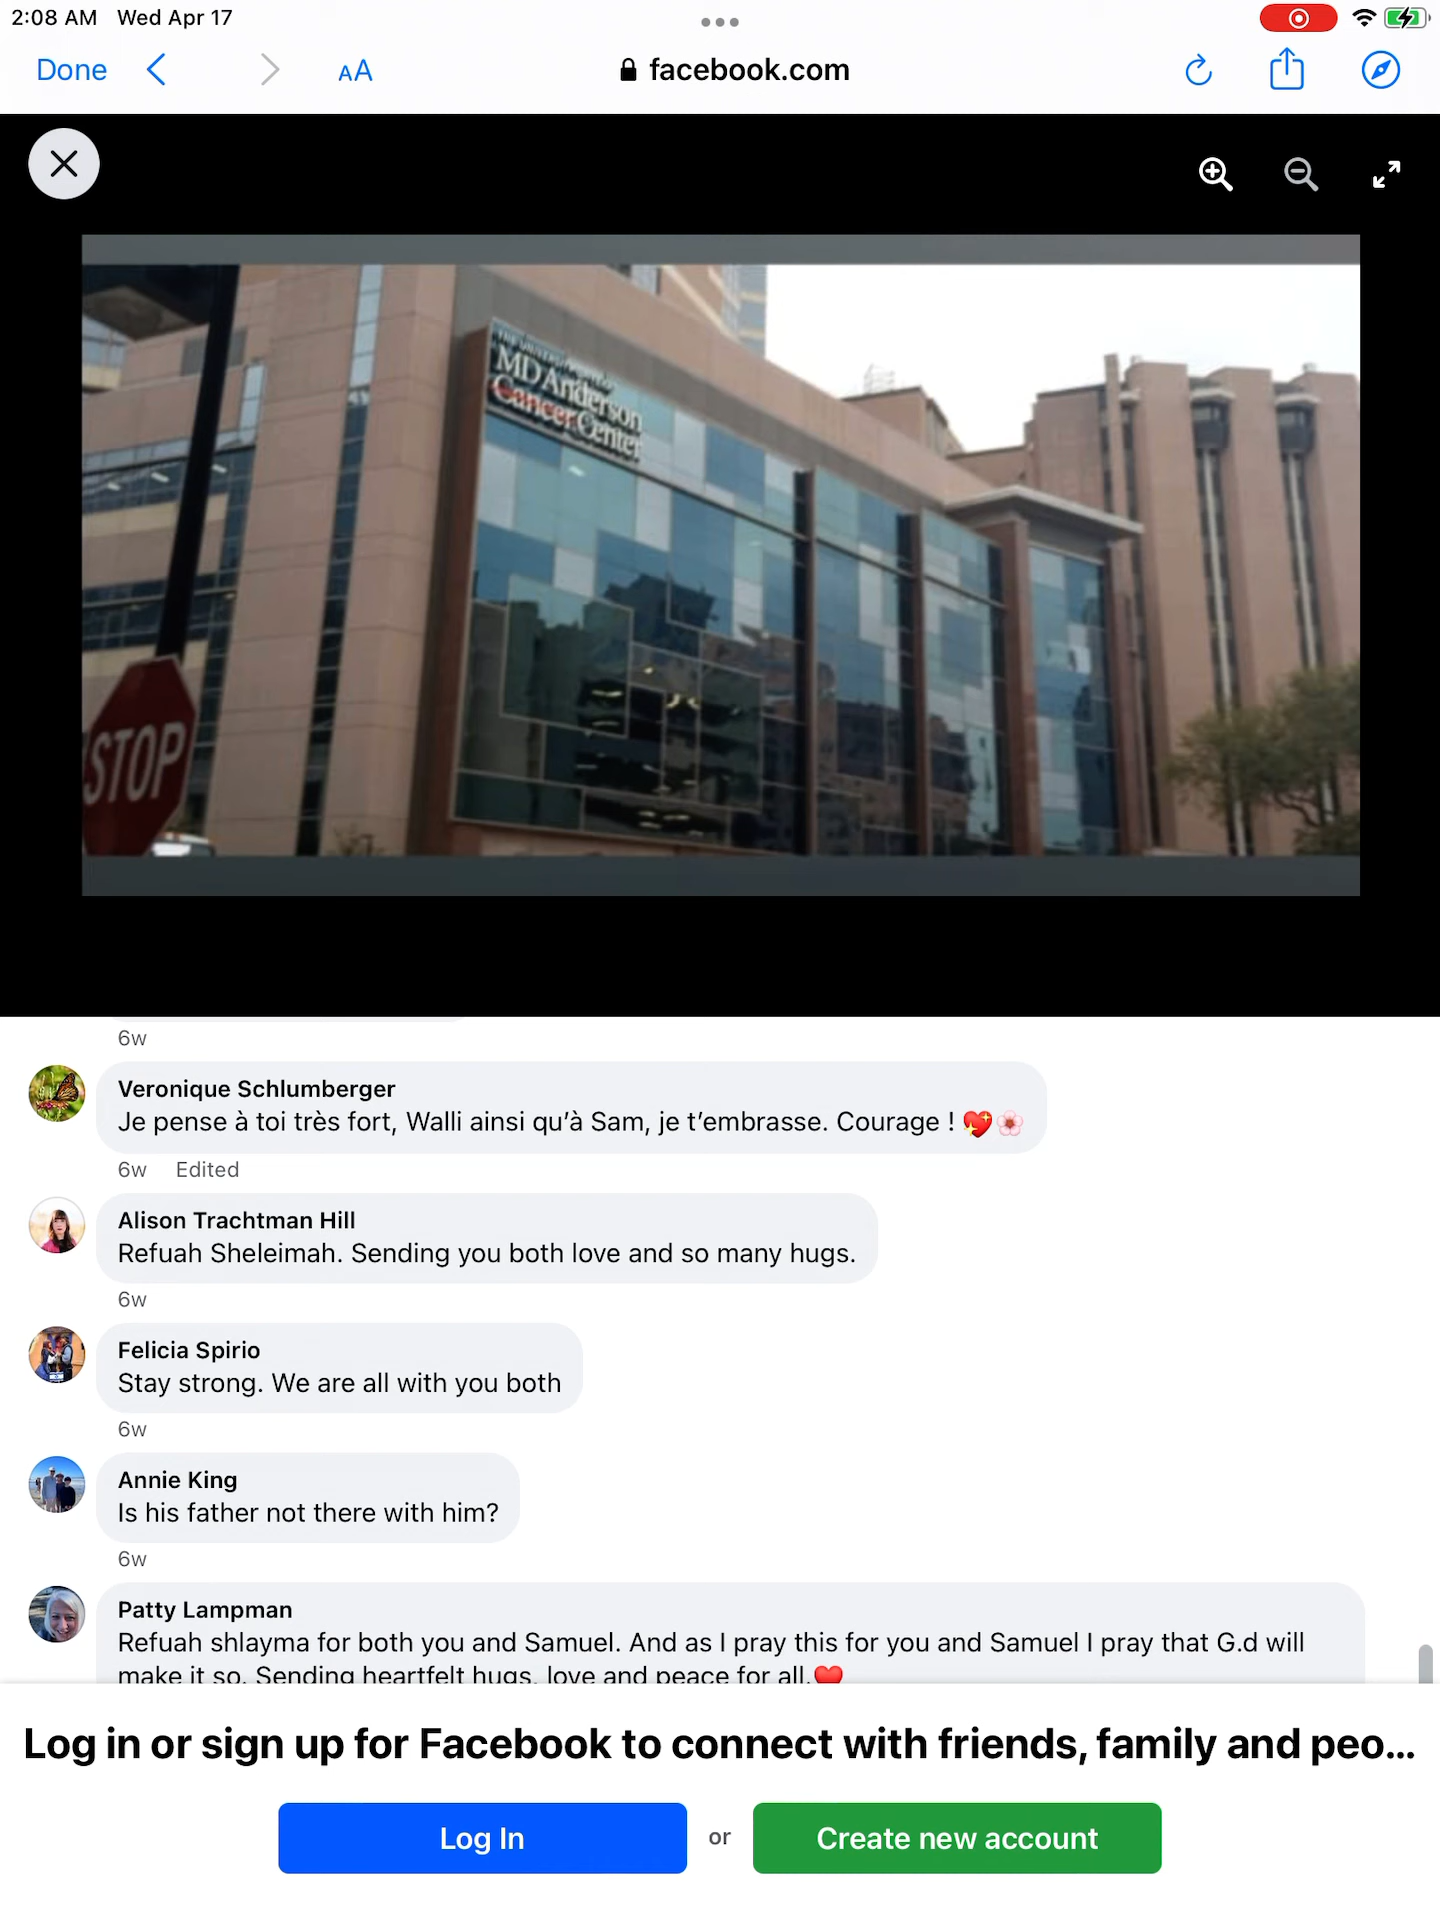 2:08 AM Wed Apr 17
Done
AA
facebook.com
MD Anderson
Cancer Center
STOP
6w
Veronique Schlumberger
Je pense à toi très fort, Walli ainsi qu’à Sam, je t’embrasse. Courage ! 💖🌸
6w Edited
Alison Trachtman Hill
Refuah Sheleimah. Sending you both love and so many hugs.
6w
Felicia Spirio
Stay strong. We are all with you both
6w
Annie King
Is his father not there with him?
6w
Patty Lampman
Refuah shlayma for both you and Samuel. And as I pray this for you and Samuel I pray that G.d will
make it so. Sending heartfelt hugs, love and peace for all.❤️
Log in or sign up for Facebook to connect with friends, family and peo...
Log In
or
Create new account